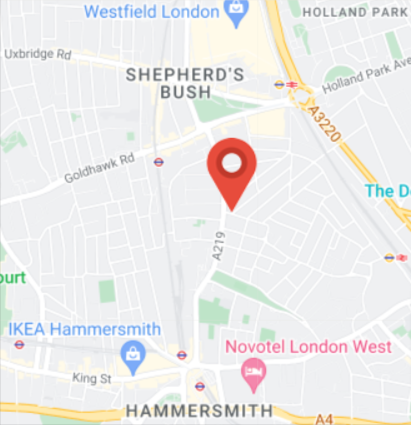 Westfield London
HOLLAND PARK
Uxbridge Rd
SHEPHERD'S
BUSH
Holland Park Ave
A3220
Goldhawk Rd
The D
A219
ourt
IKEA Hammersmith
Novotel London West
King St
HAMMERSMITH
A4